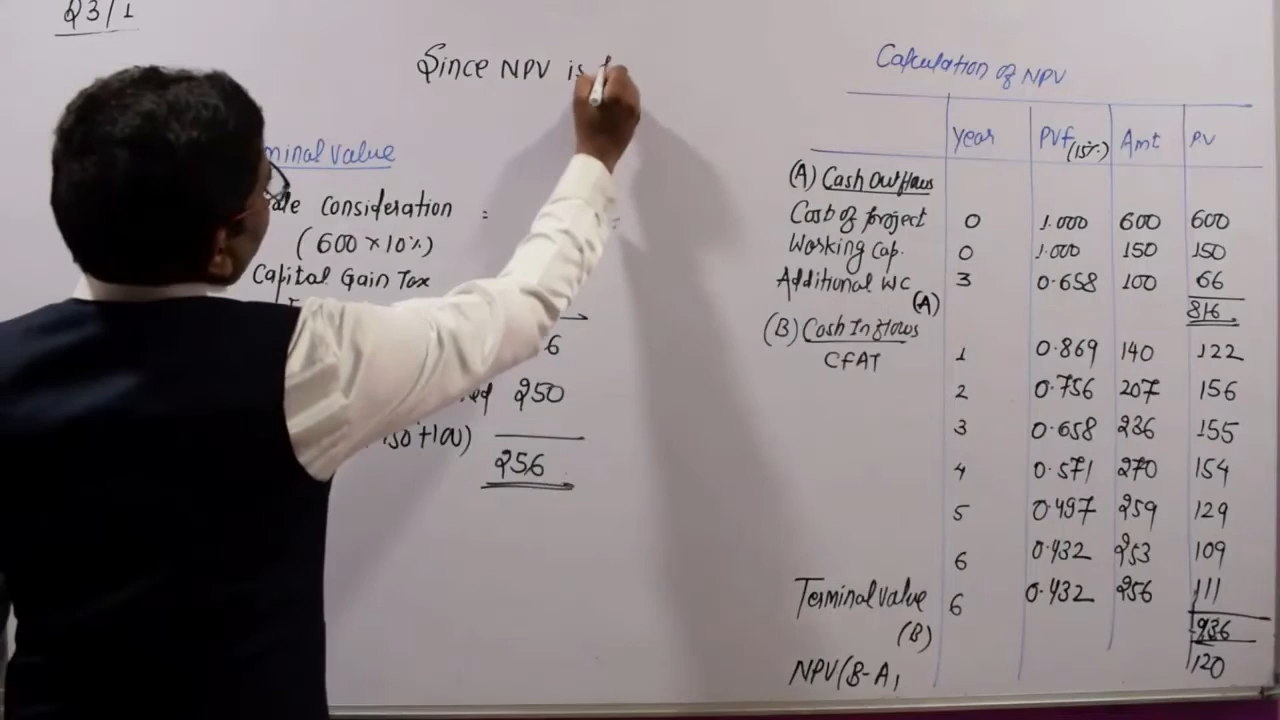 Q3/1
Since NPV is
minal value
Sale Consideration =
(600 × 10%)
Capital Gain Tax
6
250
150 + 100)
256
Calculation of NPV
year PVf (15%) Amt PV
(A) Cash Outflows
Cost of project 0 1.000 600 600
Working cap. 0 1.000 150 150
Additional WC 3 0.658 100 66
(A) 816
(B) Cash Inflows
CFAT 1 0.869 140 122
2 0.756 207 156
3 0.658 236 155
4 0.571 270 154
5 0.497 259 129
6 0.432 253 109
Terminal value 6 0.432 256 111
(B) 936
NPV (B-A) 120